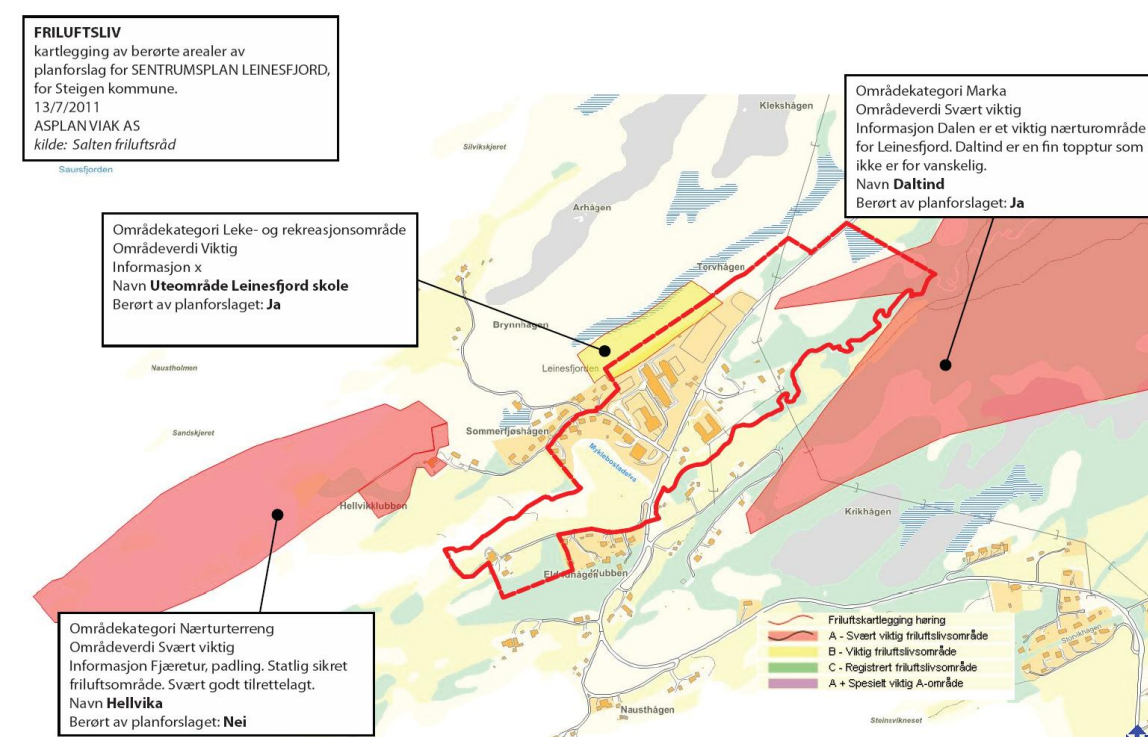 FRILUFTSLIV
kartlegging av berørte arealer av
planforslag for SENTRUMSPLAN LEINESFJORD,
for Steigen kommune.
13/7/2011
ASPLAN VIAK AS
kilde: Salten friluftsråd
Saursfjorden
Områdekategori Marka
Områdeverdi Svært viktig
Informasjon Dalen er et viktig nærturområde
for Leinesfjord. Daltind er en fin topptur som
ikke er for vanskelig.
Navn Daltind
Berørt av planforslaget: Ja
Klekshågen
Silvikskjeret
Arhågen
Områdekategori Leke- og rekreasjonsområde
Områdeverdi Viktig
Informasjon x
Navn Uteområde Leinesfjord skole
Berørt av planforslaget: Ja
Torvhågen
Brynnhågen
Leinesfjorden
Naustholmen
Sandskjeret
Sommerfjøshågen
Myklebostadelva
Hellvikklubben
Krikhågen
Klubben
Storvikhågen
Områdekategori Nærturterreng
Områdeverdi Svært viktig
Informasjon Fjæretur, padling. Statlig sikret
friluftsområde. Svært godt tilrettelagt.
Navn Hellvika
Berørt av planforslaget: Nei
Friluftskartlegging høring
A - Svært viktig friluftslivsområde
B - Viktig friluftslivsområde
C - Registrert friluftslivsområde
A + Spesielt viktig A-område
Nausthågen
Steinsvikneset